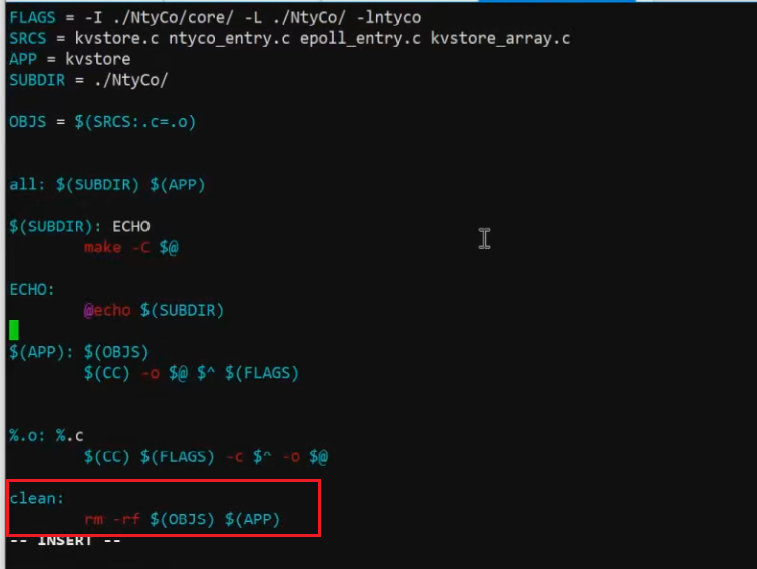 FLAGS = -I ./NtyCo/core/ -L ./NtyCo/ -lntyco
SRCS = kvstore.c ntyco_entry.c epoll_entry.c kvstore_array.c
APP = kvstore
SUBDIR = ./NtyCo/
OBJS = $(SRCS:.c=.o)
all: $(SUBDIR) $(APP)
$(SUBDIR): ECHO
make -C $@
ECHO:
@echo $(SUBDIR)
$(APP): $(OBJS)
$(CC) -o $@ $^ $(FLAGS)
%.o: %.c
$(CC) $(FLAGS) -c $^ -o $@
clean:
rm -rf $(OBJS) $(APP)
-- INSERT --